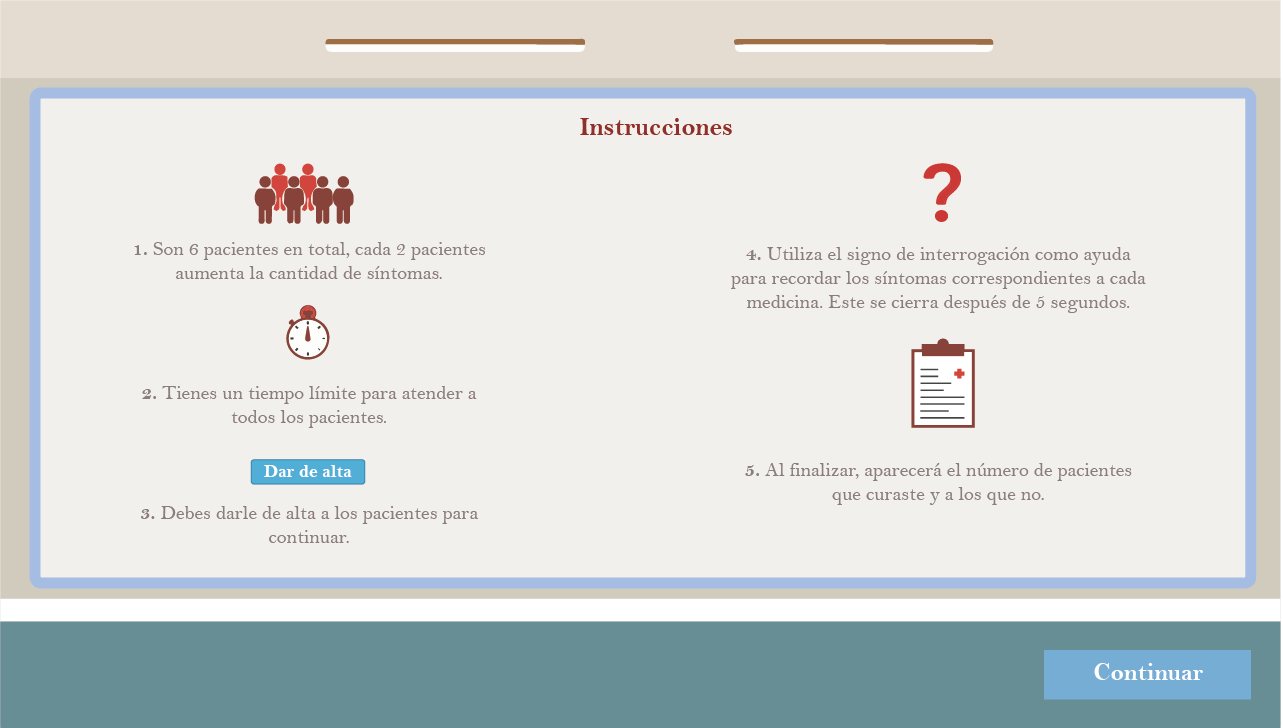 Instrucciones
1. Son 6 pacientes en total, cada 2 pacientes
aumenta la cantidad de síntomas.
2. Tienes un tiempo límite para atender a
todos los pacientes.
Dar de alta
3. Debes darle de alta a los pacientes para
continuar.
?
4. Utiliza el signo de interrogación como ayuda
para recordar los síntomas correspondientes a cada
medicina. Este se cierra después de 5 segundos.
5. Al finalizar, aparecerá el número de pacientes
que curaste y a los que no.
Continuar